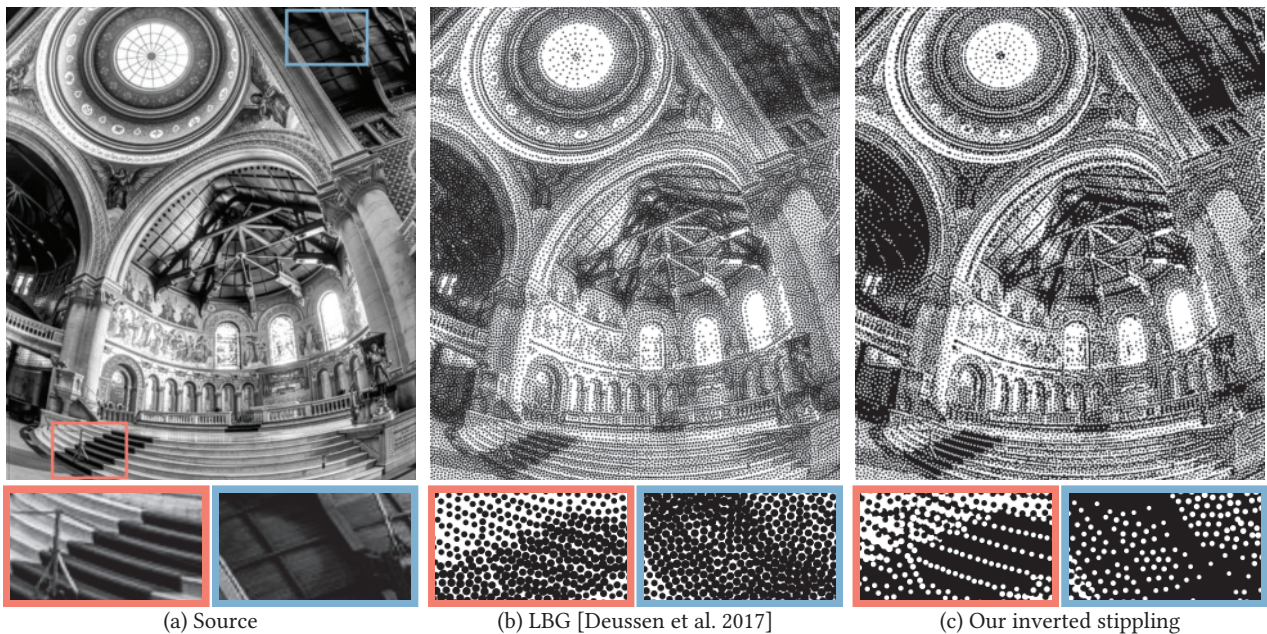 (a) Source
(b) LBG [Deussen et al. 2017]
(c) Our inverted stippling